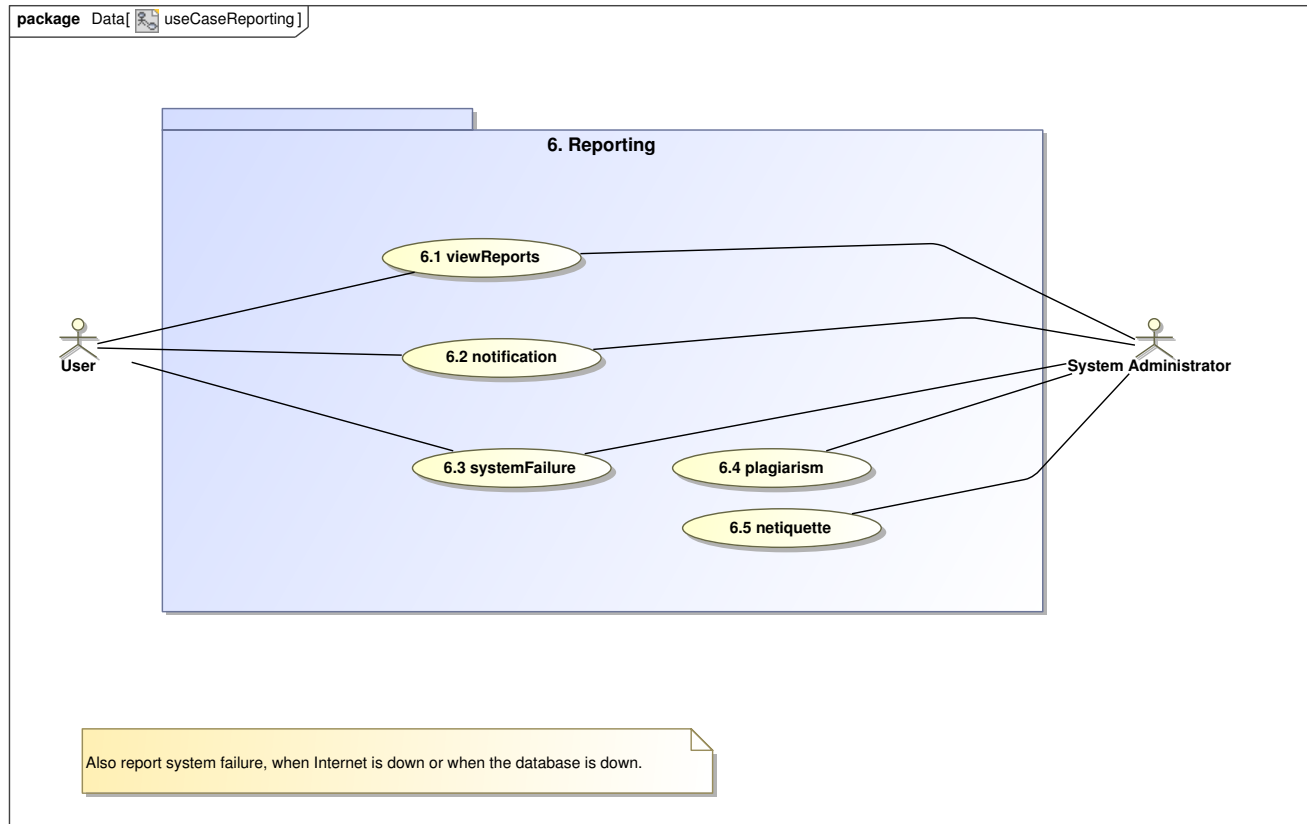 package Data[ useCaseReporting ]
6. Reporting
6.1 viewReports
6.2 notification
User
System Administrator
6.3 systemFailure
6.4 plagiarism
6.5 netiquette
Also report system failure, when Internet is down or when the database is down.